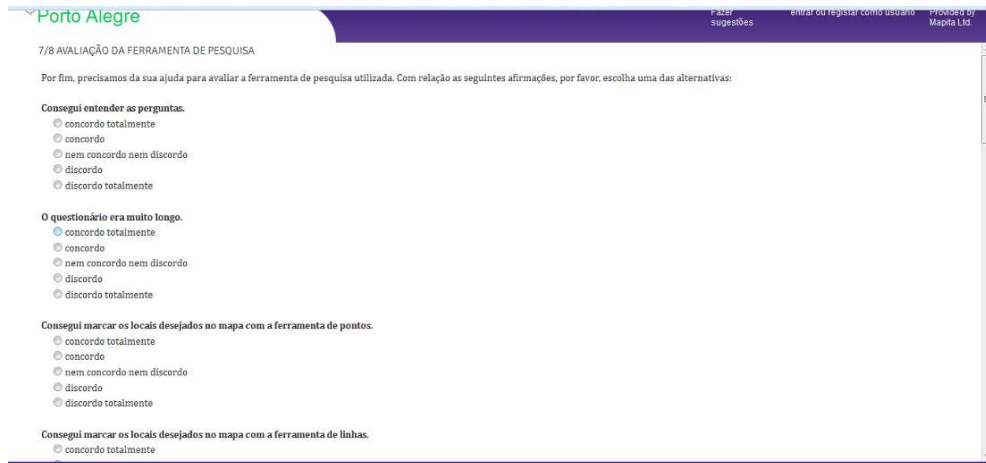 Porto Alegre
Fazer
sugestões
entrar ou registar como usuário
Provided by
Mapita Ltd.
7/8 AVALIAÇÃO DA FERRAMENTA DE PESQUISA
Por fim, precisamos da sua ajuda para avaliar a ferramenta de pesquisa utilizada. Com relação as seguintes afirmações, por favor, escolha uma das alternativas:
Consegui entender as perguntas.
concordo totalmente
concordo
nem concordo nem discordo
discordo
discordo totalmente
O questionário era muito longo.
concordo totalmente
concordo
nem concordo nem discordo
discordo
discordo totalmente
Consegui marcar os locais desejados no mapa com a ferramenta de pontos.
concordo totalmente
concordo
nem concordo nem discordo
discordo
discordo totalmente
Consegui marcar os locais desejados no mapa com a ferramenta de linhas.
concordo totalmente